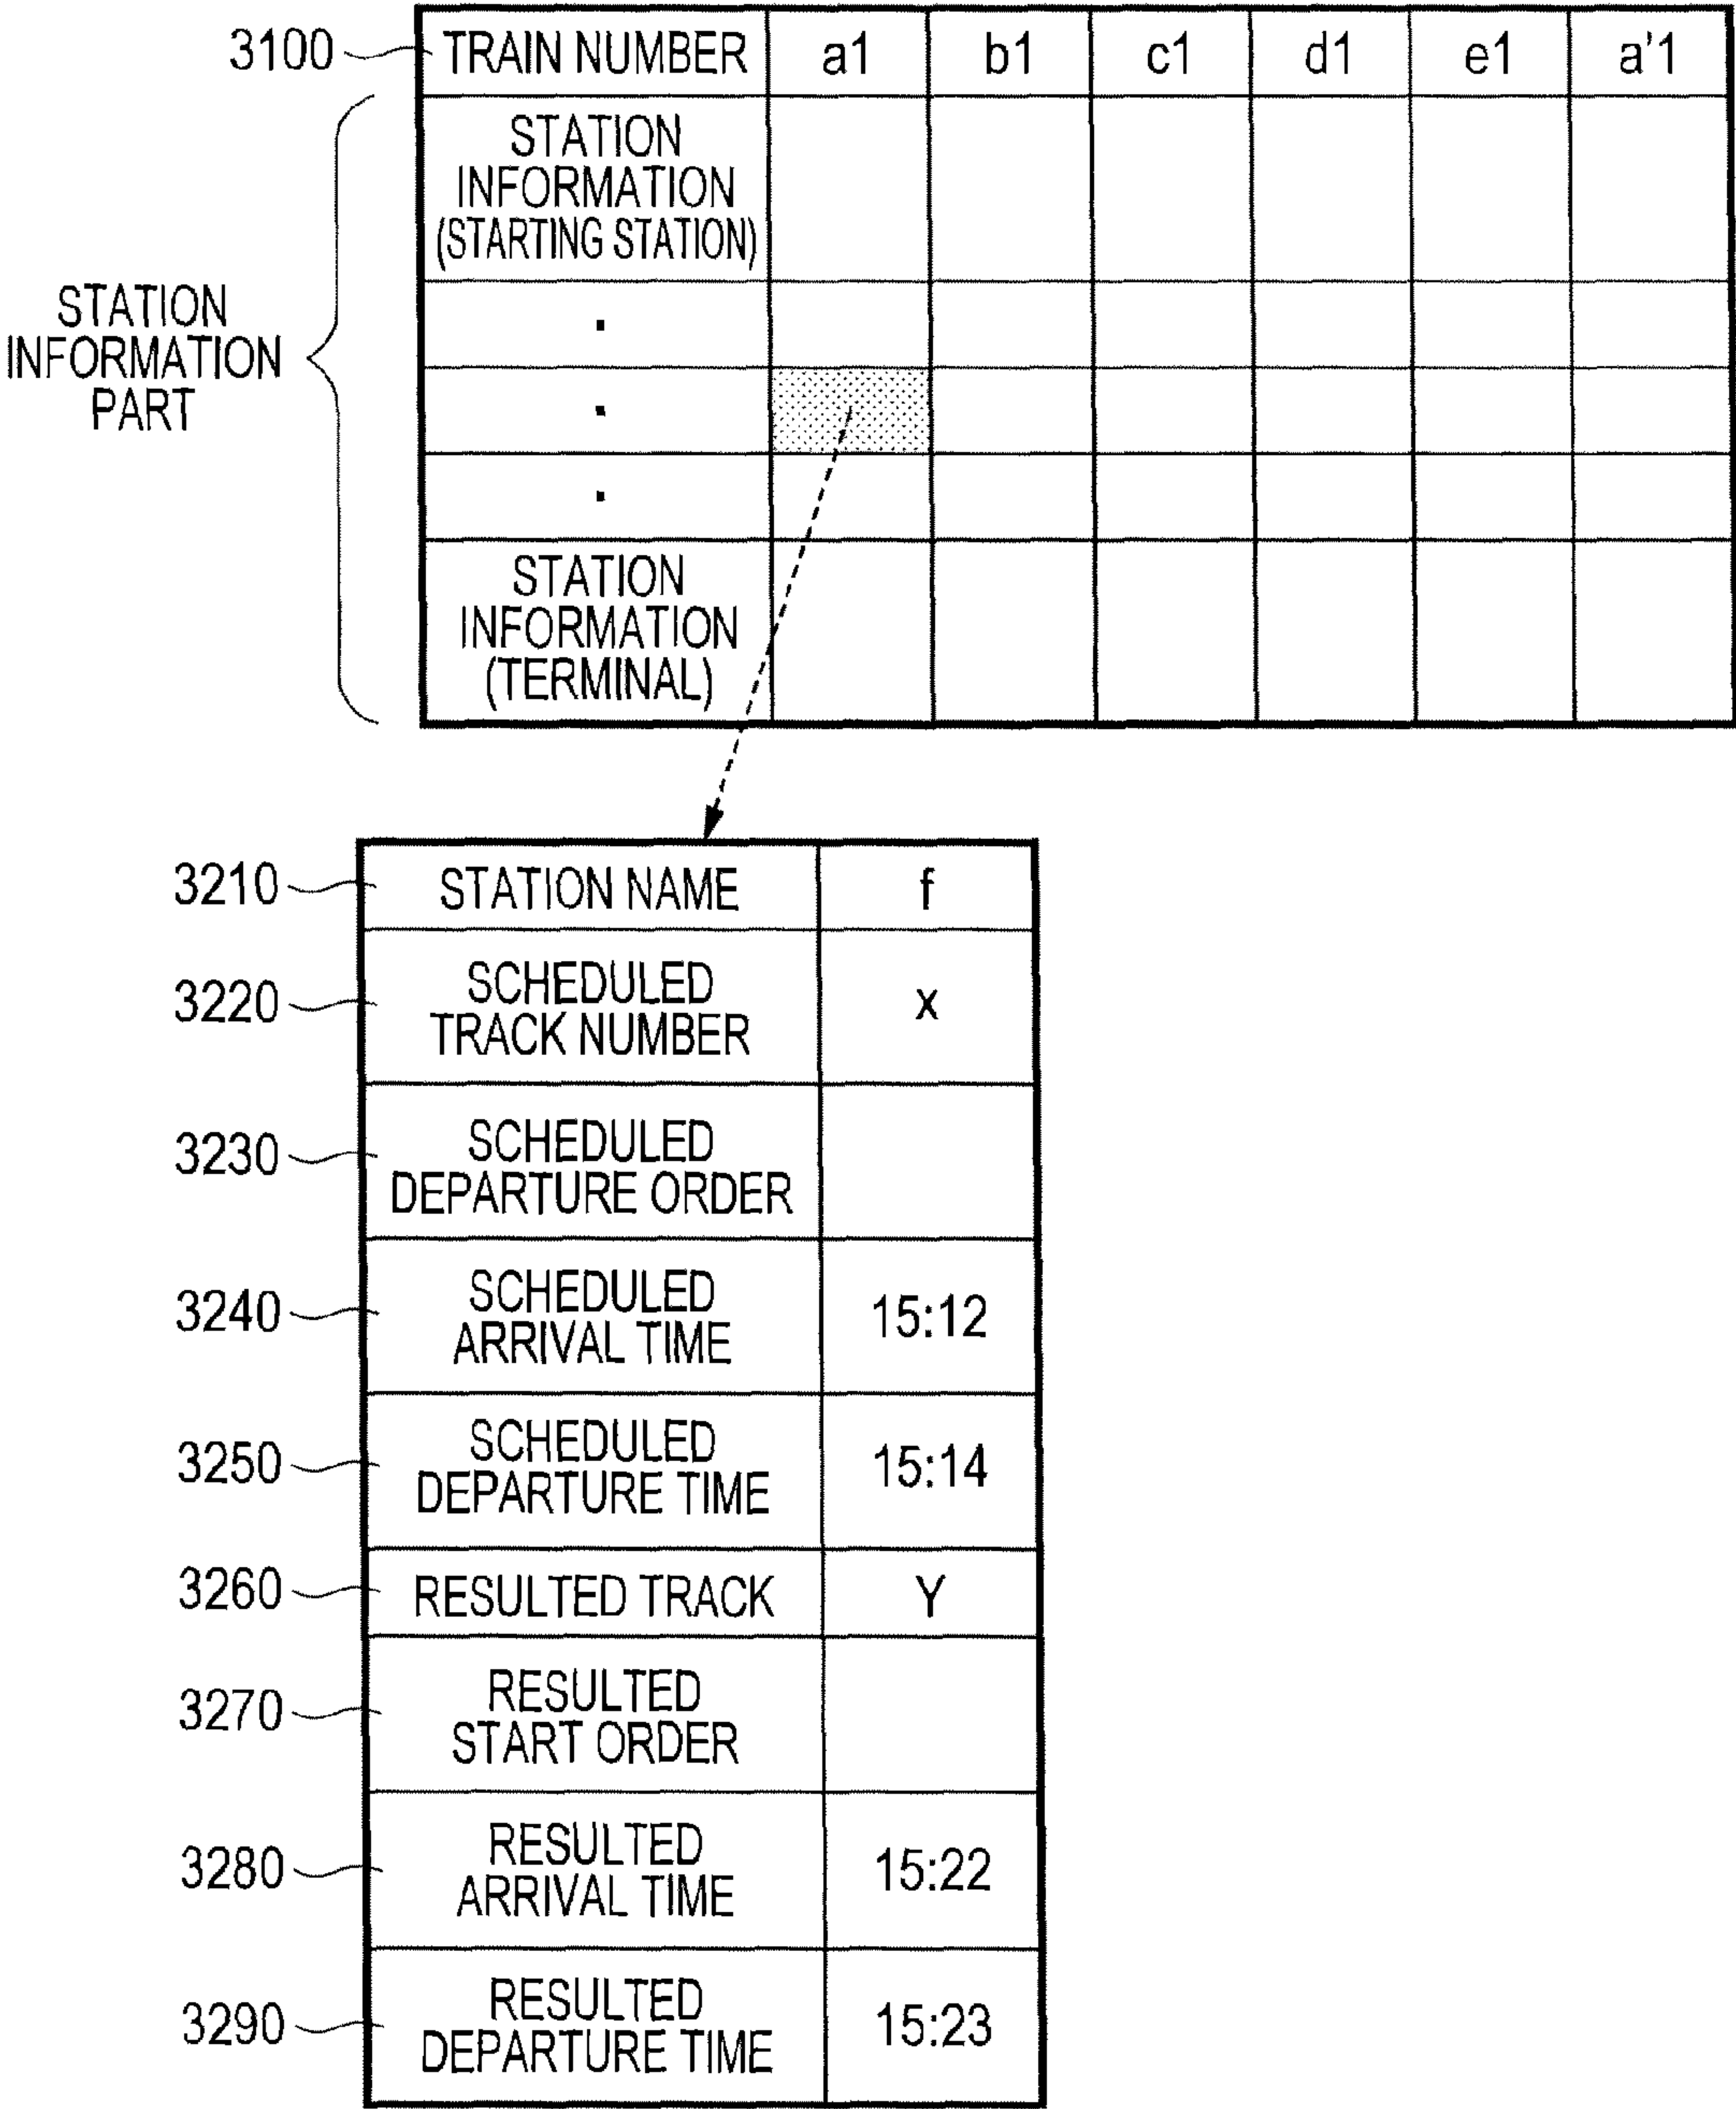 3100 TRAIN NUMBER a1 b1 c1 d1 e1 a'1
STATION
INFORMATION
(STARTING STATION)
STATION
INFORMATION
PART
.
.
.
STATION
INFORMATION
(TERMINAL)
3210 STATION NAME f
3220 SCHEDULED
TRACK NUMBER x
3230 SCHEDULED
DEPARTURE ORDER
3240 SCHEDULED
ARRIVAL TIME 15:12
3250 SCHEDULED
DEPARTURE TIME 15:14
3260 RESULTED TRACK Y
3270 RESULTED
START ORDER
3280 RESULTED
ARRIVAL TIME 15:22
3290 RESULTED
DEPARTURE TIME 15:23